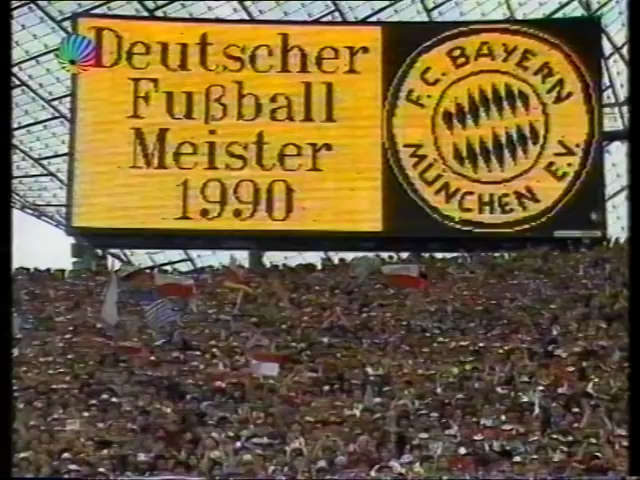 Deutscher
Fußball
Meister
1990
F.C. BAYERN
MÜNCHEN E.V.